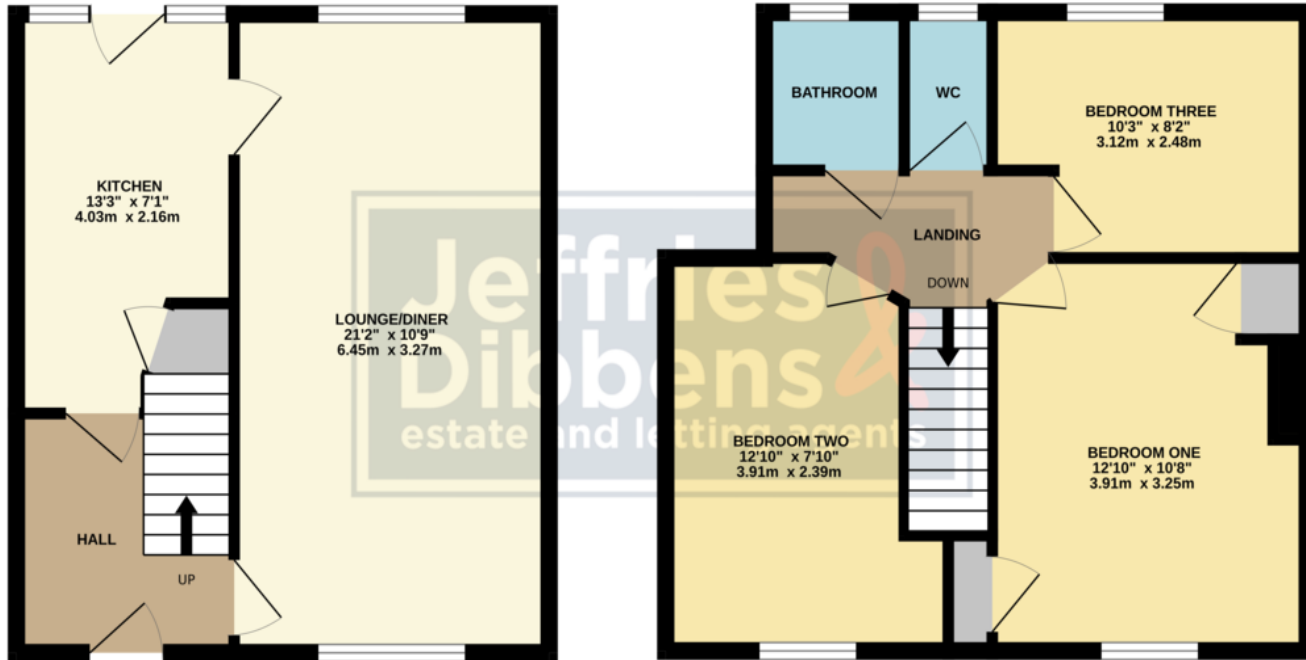 KITCHEN
13'3" x 7'1"
4.03m x 2.16m
LOUNGE/DINER
21'2" x 10'9"
6.45m x 3.27m
HALL
UP
BATHROOM
WC
BEDROOM THREE
10'3" x 8'2"
3.12m x 2.48m
LANDING
DOWN
BEDROOM TWO
12'10" x 7'10"
3.91m x 2.39m
BEDROOM ONE
12'10" x 10'8"
3.91m x 3.25m
Jeffries
Dibbens
estate and letting agents